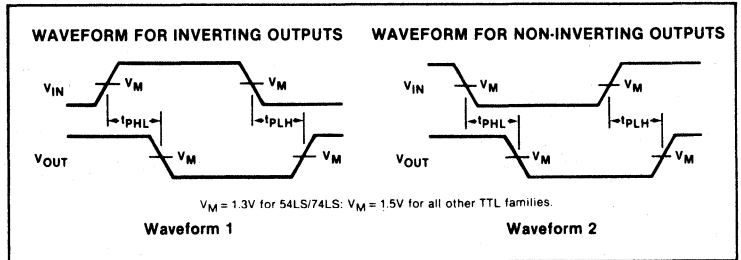 WAVEFORM FOR INVERTING OUTPUTS
VIN
VM
VM
tPHL
tPLH
VOUT
VM
VM
WAVEFORM FOR NON-INVERTING OUTPUTS
VIN
VM
VM
tPHL
tPLH
VOUT
VM
VM
VM = 1.3V for 54LS/74LS: VM = 1.5V for all other TTL families.
Waveform 1
Waveform 2